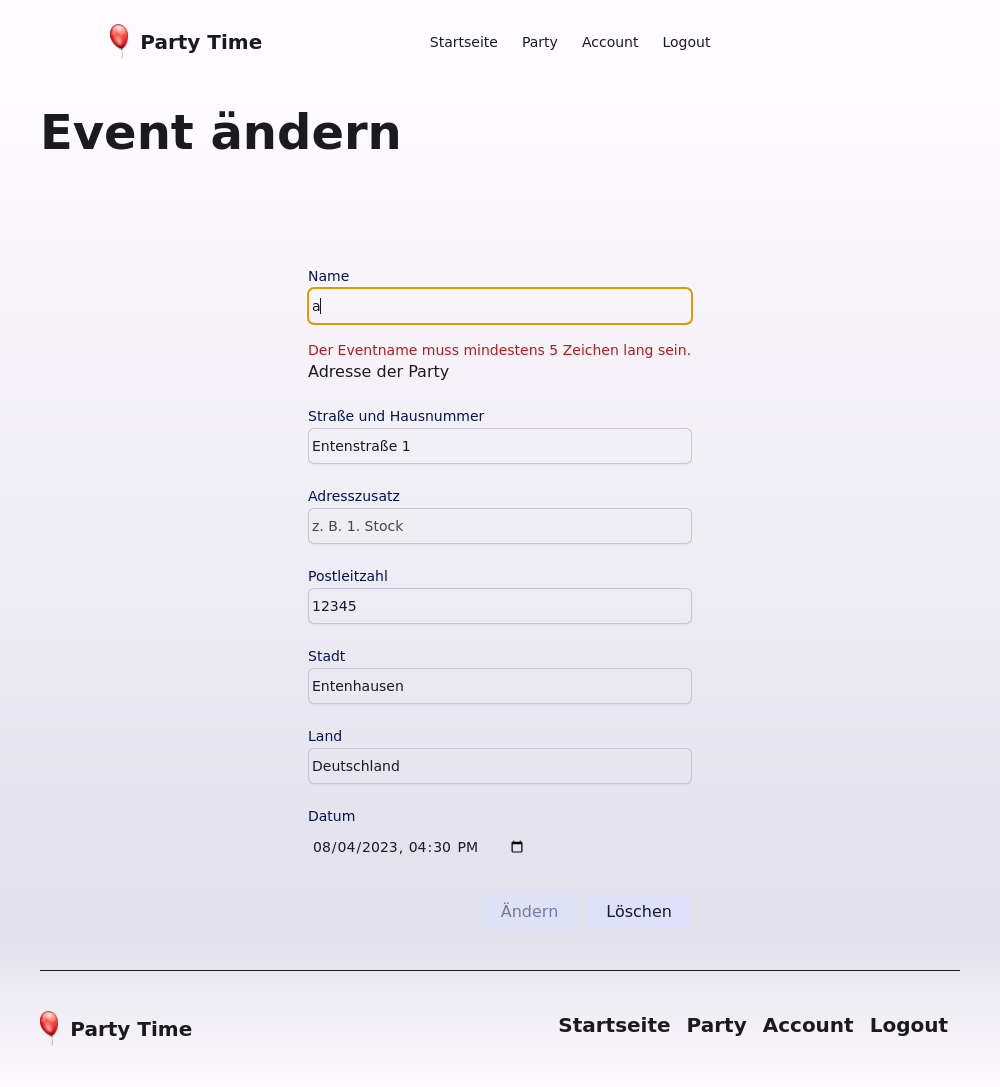 Party Time
Startseite Party Account Logout
Event ändern
Name
a
Der Eventname muss mindestens 5 Zeichen lang sein.
Adresse der Party
Straße und Hausnummer
Entenstraße 1
Adresszusatz
z. B. 1. Stock
Postleitzahl
12345
Stadt
Entenhausen
Land
Deutschland
Datum
08/04/2023, 04:30 PM
Ändern Löschen
Party Time
Startseite Party Account Logout